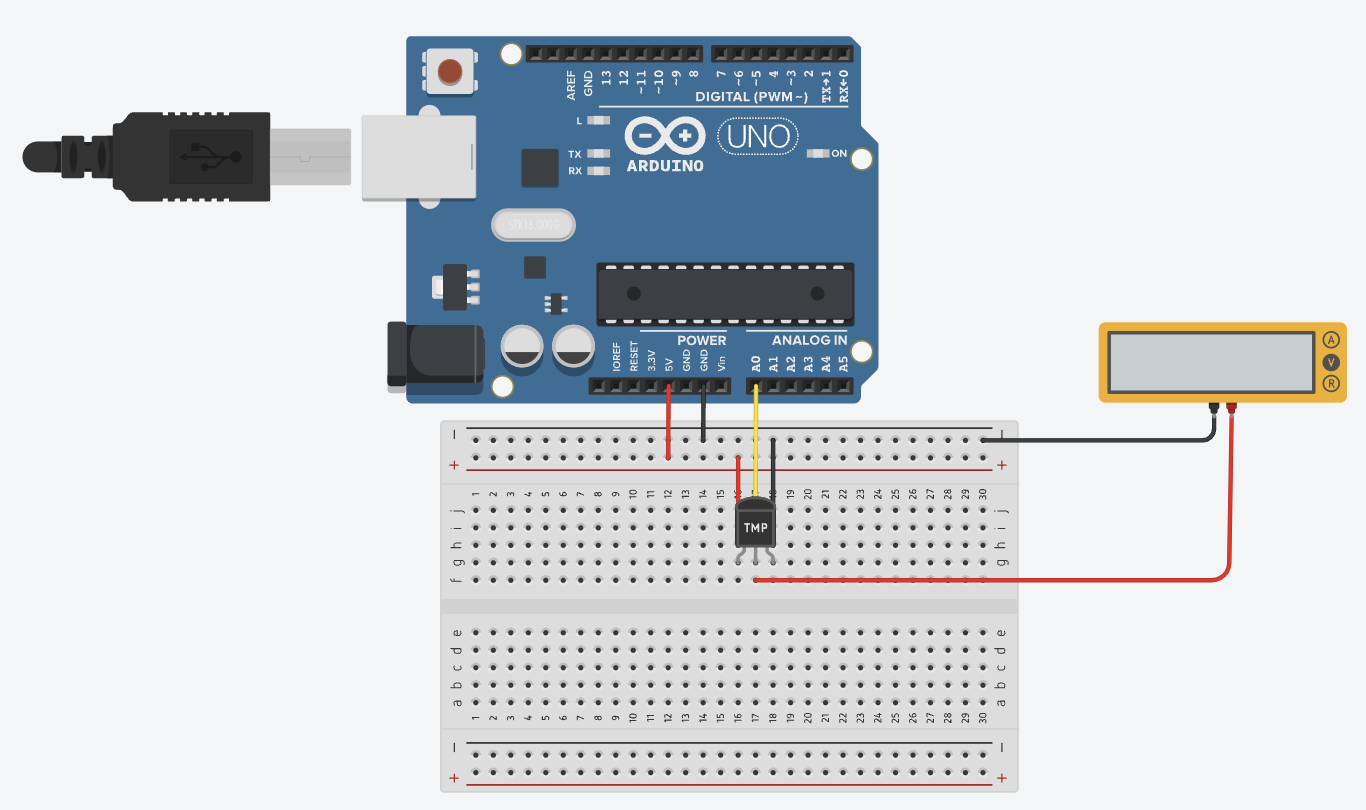 AREF GND 13 12 ~11 ~10 ~9 8 7 ~6 ~5 4 ~3 2 TX→1 RX←0
DIGITAL (PWM ~)
L
TX
RX
ARDUINO
UNO
ON
SPK16.000G
POWER
ANALOG IN
IOREF RESET 3.3V 5V GND GND Vin A0 A1 A2 A3 A4 A5
A
V
R
− −
+ +
1 2 3 4 5 6 7 8 9 10 11 12 13 14 15 16 18 19 20 21 22 23 24 25 26 27 28 29 30
j j
i i
h h
g g
f
TMP
e e
d d
c c
b b
a a
1 2 3 4 5 6 7 8 9 10 11 12 13 14 15 16 17 18 19 20 21 22 23 24 25 26 27 28 29 30
− −
+ +